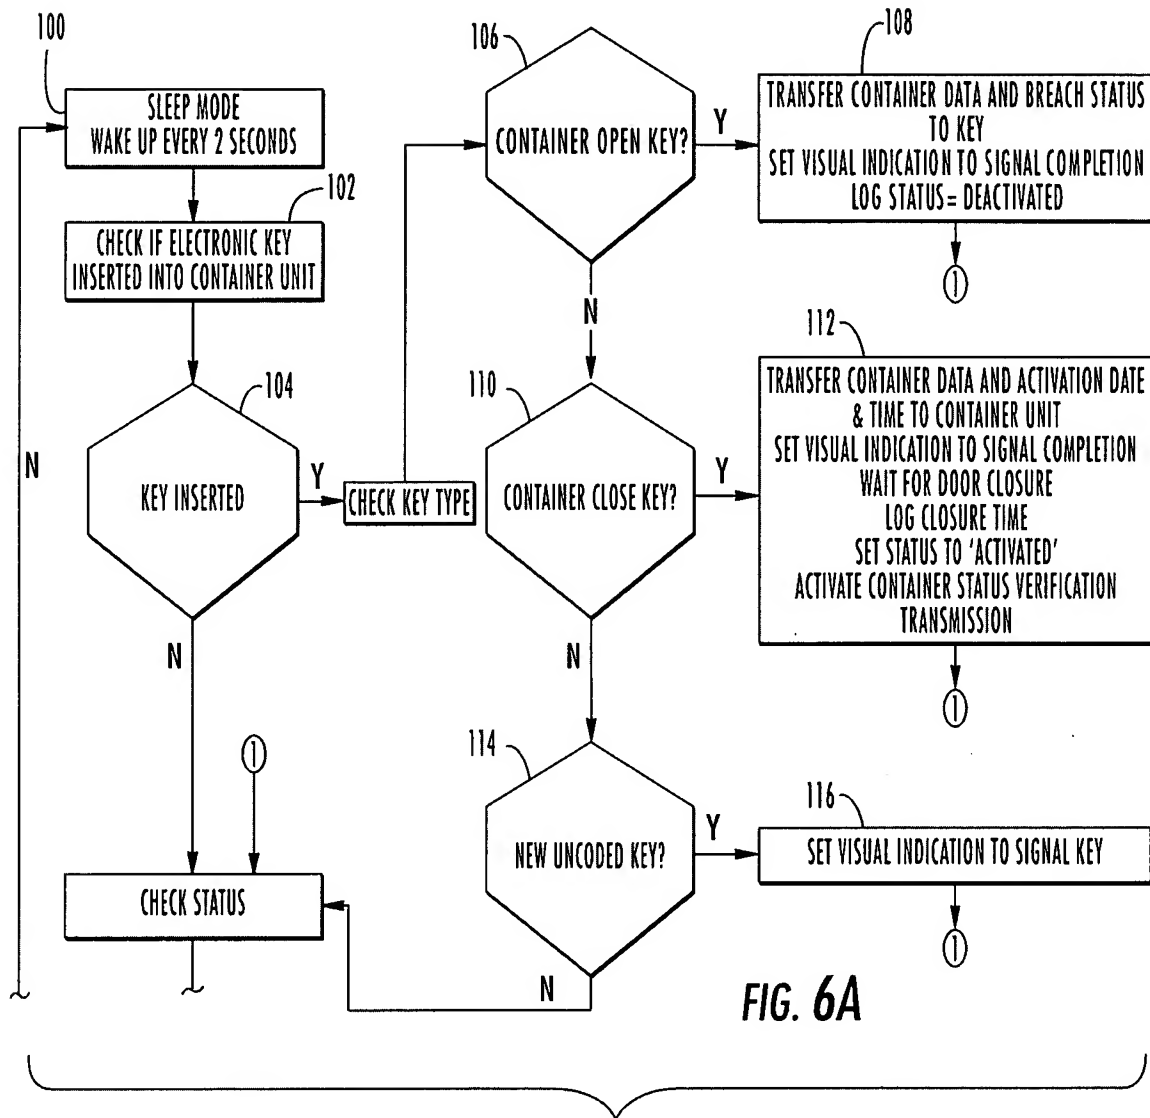 100
SLEEP MODE
WAKE UP EVERY 2 SECONDS
102
CHECK IF ELECTRONIC KEY
INSERTED INTO CONTAINER UNIT
104
KEY INSERTED
Y
N
N
CHECK KEY TYPE
106
CONTAINER OPEN KEY?
Y
N
108
TRANSFER CONTAINER DATA AND BREACH STATUS
TO KEY
SET VISUAL INDICATION TO SIGNAL COMPLETION
LOG STATUS= DEACTIVATED
1
110
CONTAINER CLOSE KEY?
Y
N
112
TRANSFER CONTAINER DATA AND ACTIVATION DATE
& TIME TO CONTAINER UNIT
SET VISUAL INDICATION TO SIGNAL COMPLETION
WAIT FOR DOOR CLOSURE
LOG CLOSURE TIME
SET STATUS TO 'ACTIVATED'
ACTIVATE CONTAINER STATUS VERIFICATION
TRANSMISSION
1
114
NEW UNCODED KEY?
Y
N
116
SET VISUAL INDICATION TO SIGNAL KEY
1
1
CHECK STATUS
FIG. 6A